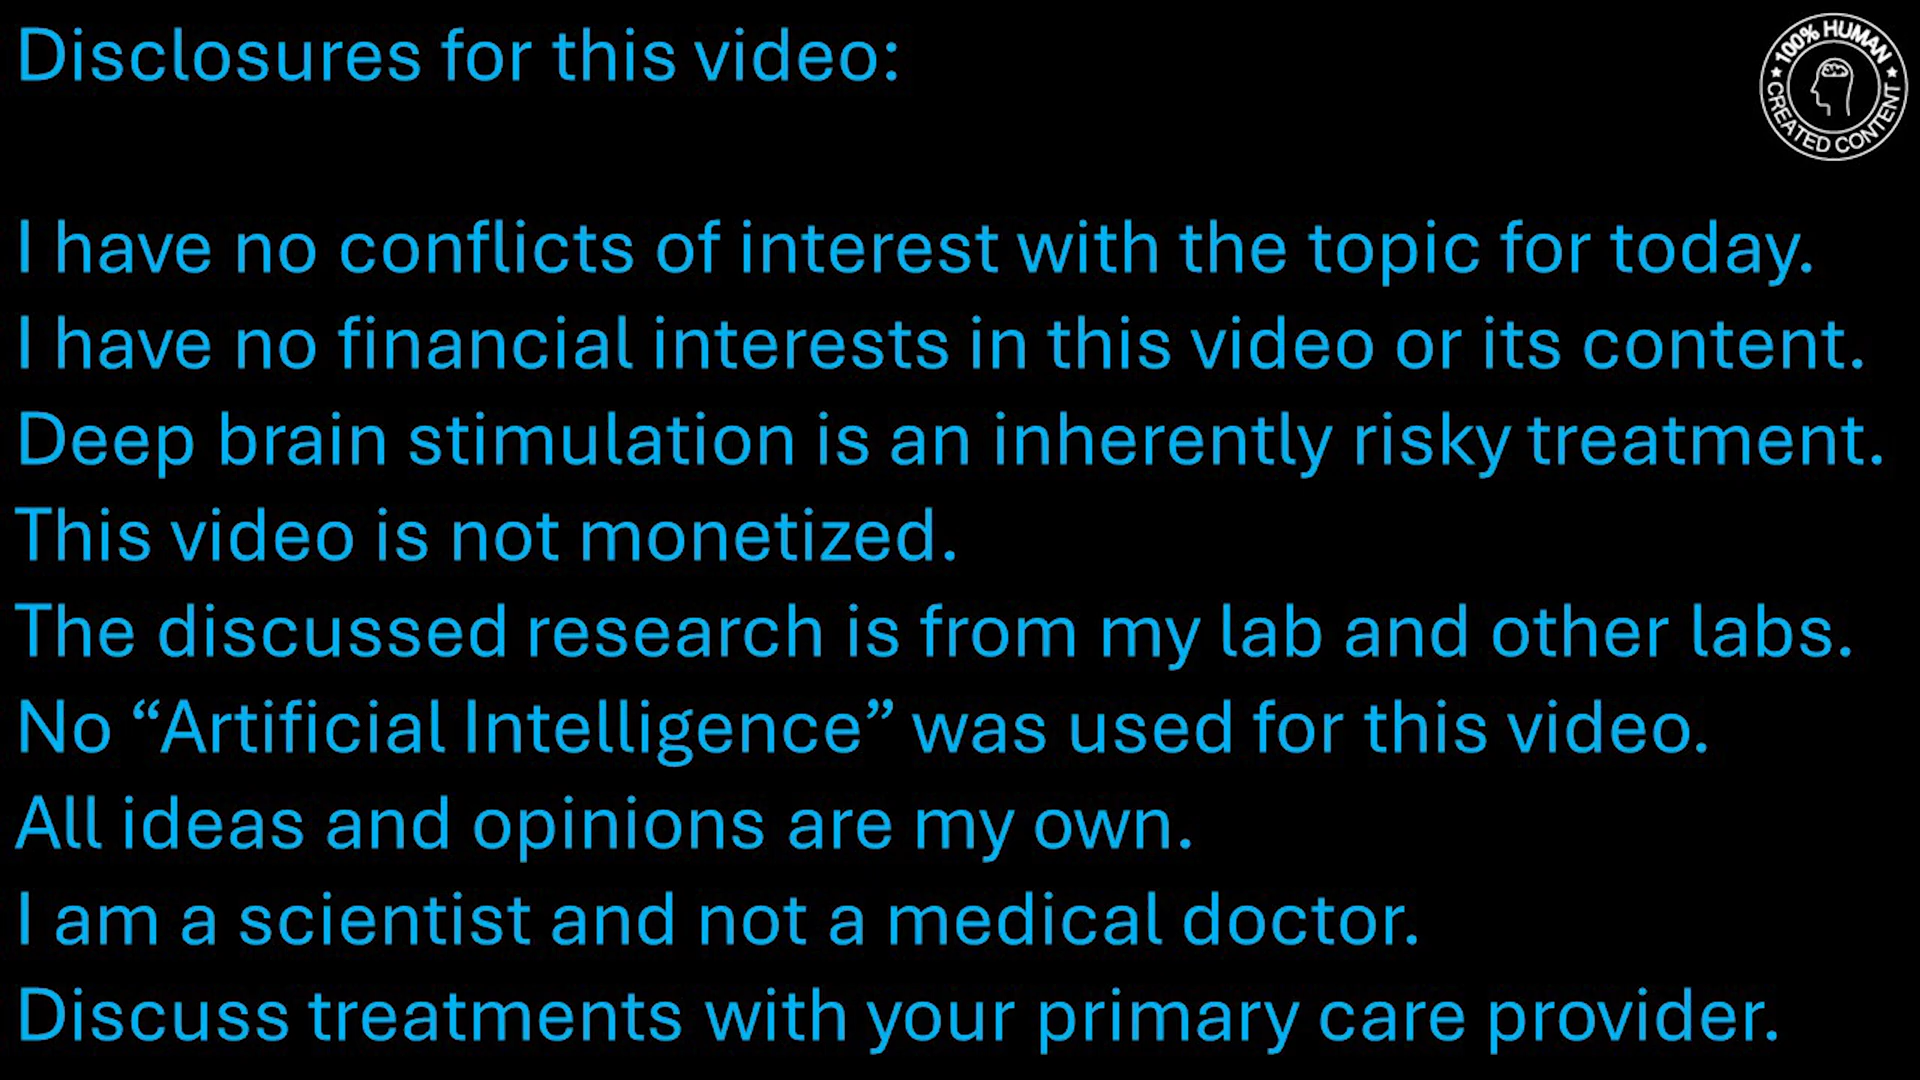 Disclosures for this video:
100% HUMAN
CREATED CONTENT
I have no conflicts of interest with the topic for today.
I have no financial interests in this video or its content.
Deep brain stimulation is an inherently risky treatment.
This video is not monetized.
The discussed research is from my lab and other labs.
No “Artificial Intelligence” was used for this video.
All ideas and opinions are my own.
I am a scientist and not a medical doctor.
Discuss treatments with your primary care provider.